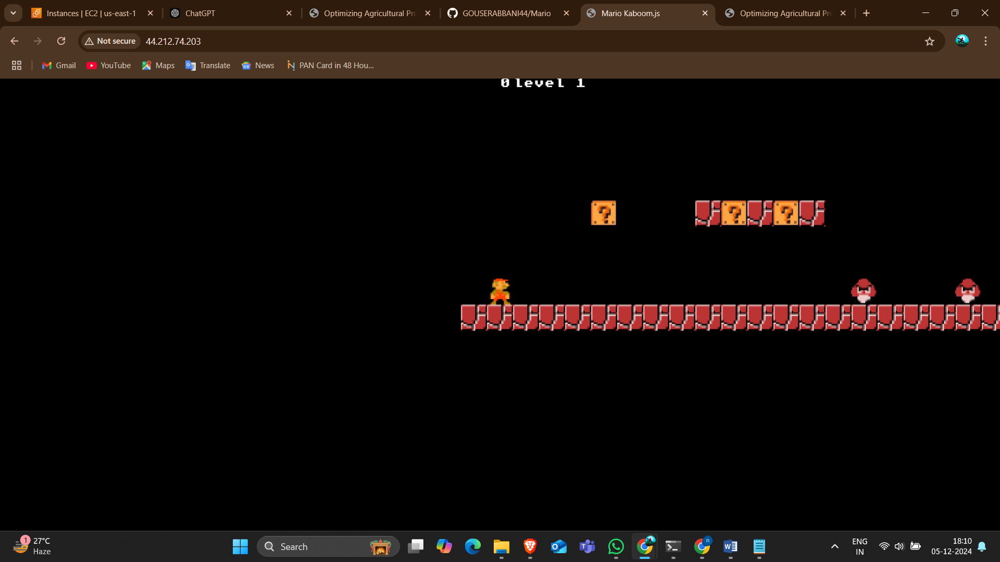 Instances | EC2 | us-east-1
ChatGPT
Optimizing Agricultural Pro
GOUSERABBANI44/Mario
Mario Kaboom.js
Optimizing Agricultural Pro
Not secure
44.212.74.203
Gmail
YouTube
Maps
Translate
News
PAN Card in 48 Hou...
0 level 1
?
?
?
1
27°C
Haze
Search
n
ENG
IN
18:10
05-12-2024